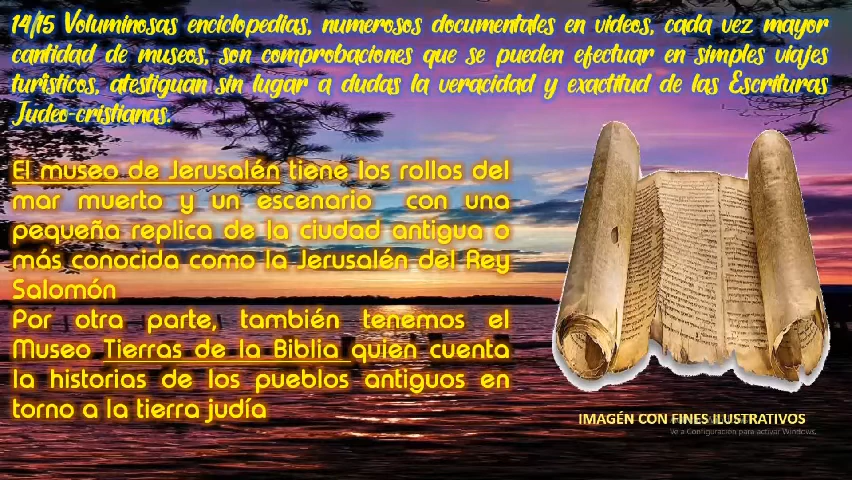 14/15 Voluminosas enciclopedias, numerosos documentales en videos, cada vez mayor
cantidad de museos, son comprobaciones que se pueden efectuar en simples viajes
turisticos, atestiguan sin lugar a dudas la veracidad y exactitud de las Escrituras
Judeo-cristianas.
El museo de Jerusalén tiene los rollos del
mar muerto y un escenario con una
pequeña replica de la ciudad antigua o
más conocida como la Jerusalén del Rey
Salomón
Por otra parte, también tenemos el
Museo Tierras de la Biblia quien cuenta
la historias de los pueblos antiguos en
torno a la tierra judía
IMAGÉN CON FINES ILUSTRATIVOS
Ve a Configuración para activar Windows.